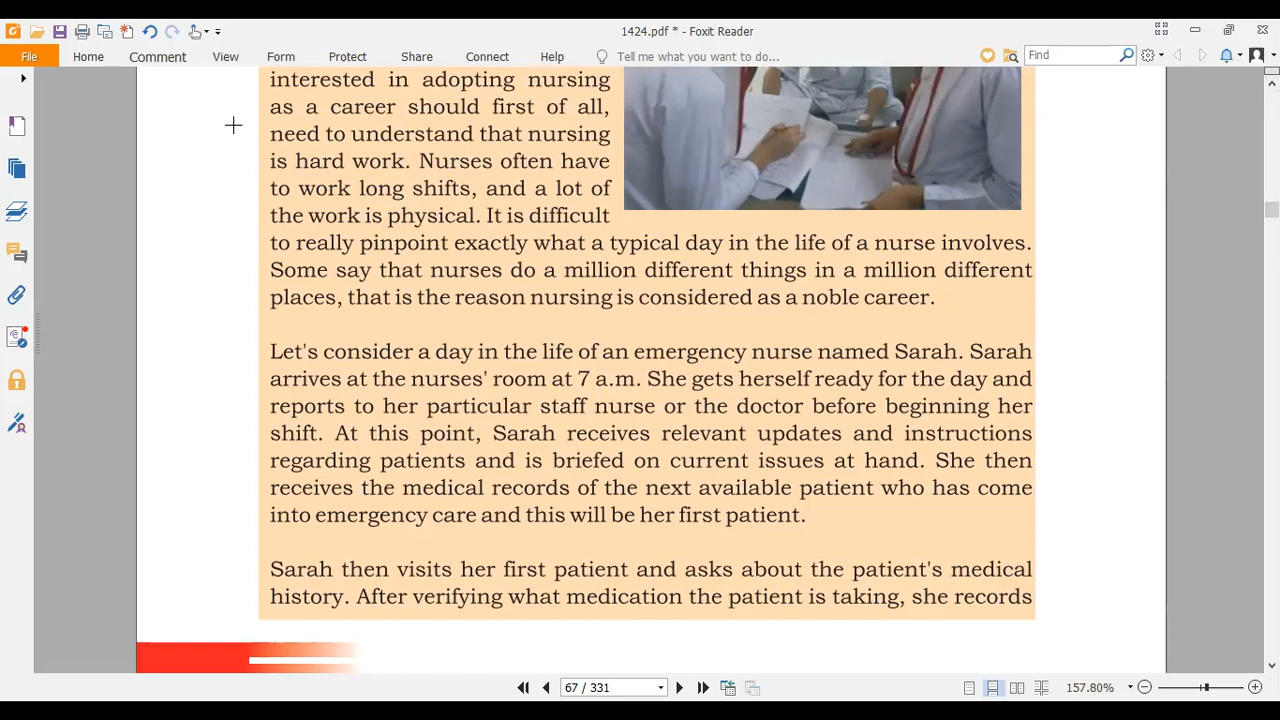 1424.pdf * - Foxit Reader
File Home Comment View Form Protect Share Connect Help Tell me what you want to do... Find
interested in adopting nursing
as a career should first of all,
need to understand that nursing
is hard work. Nurses often have
to work long shifts, and a lot of
the work is physical. It is difficult
to really pinpoint exactly what a typical day in the life of a nurse involves.
Some say that nurses do a million different things in a million different
places, that is the reason nursing is considered as a noble career.
Let's consider a day in the life of an emergency nurse named Sarah. Sarah
arrives at the nurses' room at 7 a.m. She gets herself ready for the day and
reports to her particular staff nurse or the doctor before beginning her
shift. At this point, Sarah receives relevant updates and instructions
regarding patients and is briefed on current issues at hand. She then
receives the medical records of the next available patient who has come
into emergency care and this will be her first patient.
Sarah then visits her first patient and asks about the patient's medical
history. After verifying what medication the patient is taking, she records
67 / 331
157.80%